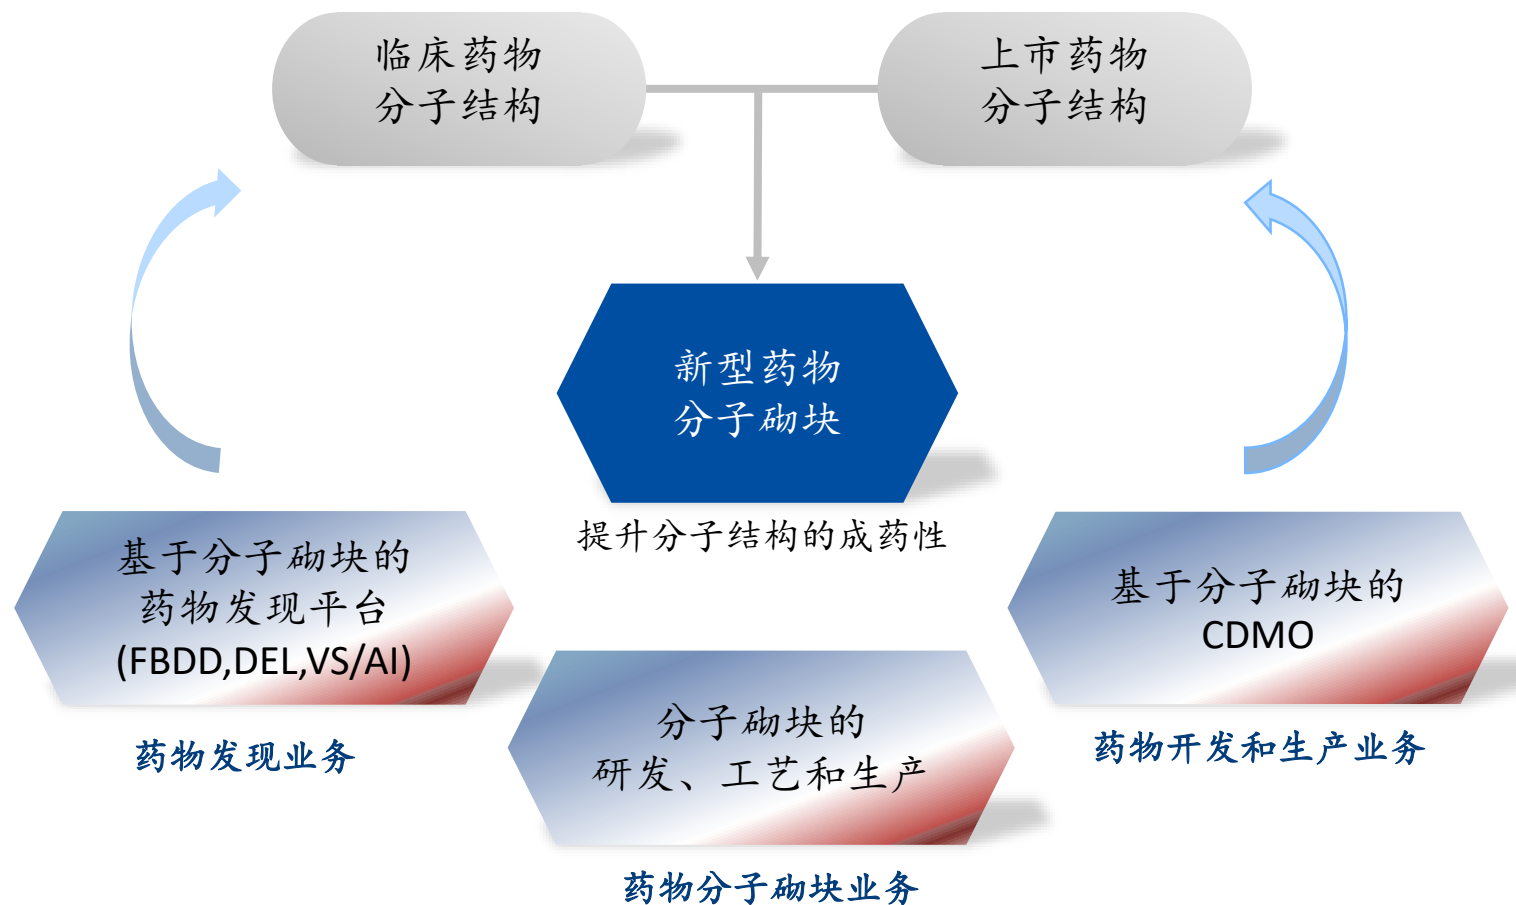 临床药物
分子结构
上市药物
分子结构
新型药物
分子砌块
提升分子结构的成药性
基于分子砌块的
药物发现平台
(FBDD,DEL,VS/AI)
药物发现业务
基于分子砌块的
CDMO
药物开发和生产业务
分子砌块的
研发、工艺和生产
药物分子砌块业务